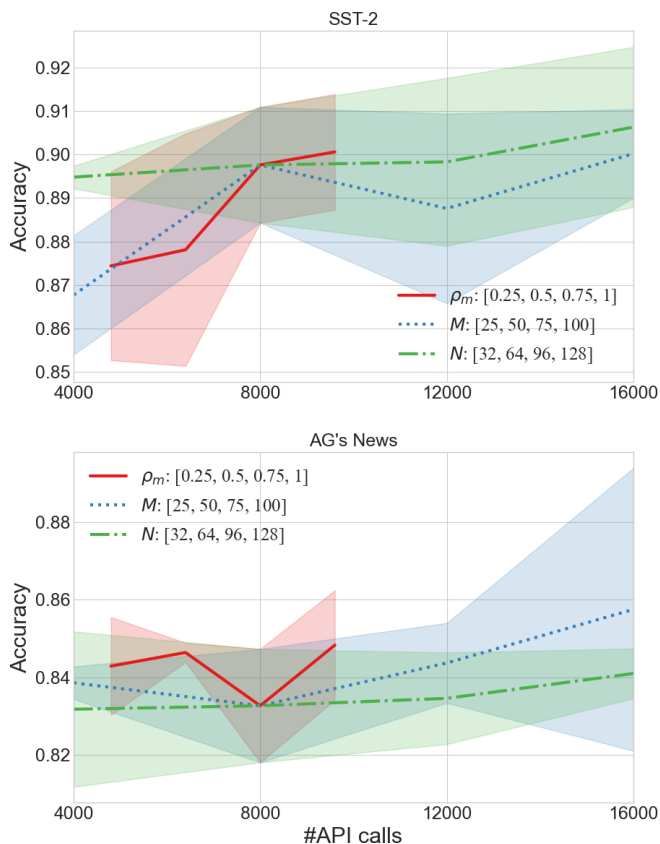 SST-2
0.92
0.91
0.90
0.89
0.88
0.87
0.86
0.85
Accuracy
ρm: [0.25, 0.5, 0.75, 1]
M: [25, 50, 75, 100]
N: [32, 64, 96, 128]
4000 8000 12000 16000
AG's News
ρm: [0.25, 0.5, 0.75, 1]
M: [25, 50, 75, 100]
N: [32, 64, 96, 128]
0.88
0.86
0.84
0.82
Accuracy
4000 8000 12000 16000
#API calls